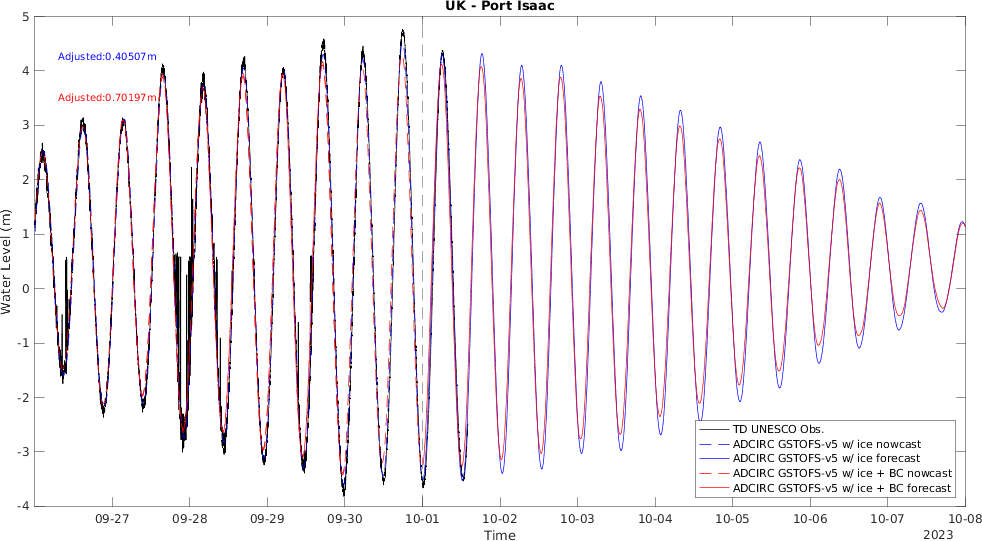 UK - Port Isaac
5
4
3
2
1
0
-1
-2
-3
-4
Water Level (m)
Adjusted:0.40507m
Adjusted:0.70197m
TD UNESCO Obs.
ADCIRC GSTOFS-v5 w/ ice nowcast
ADCIRC GSTOFS-v5 w/ ice forecast
ADCIRC GSTOFS-v5 w/ ice + BC nowcast
ADCIRC GSTOFS-v5 w/ ice + BC forecast
09-27 09-28 09-29 09-30 10-01 10-02 10-03 10-04 10-05 10-06 10-07 10-08
Time
2023